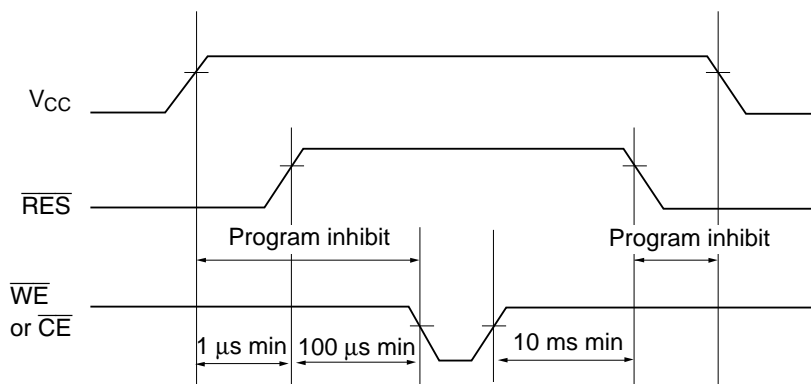 VCC
RES
Program inhibit
Program inhibit
WE
or CE
1 μs min
100 μs min
10 ms min